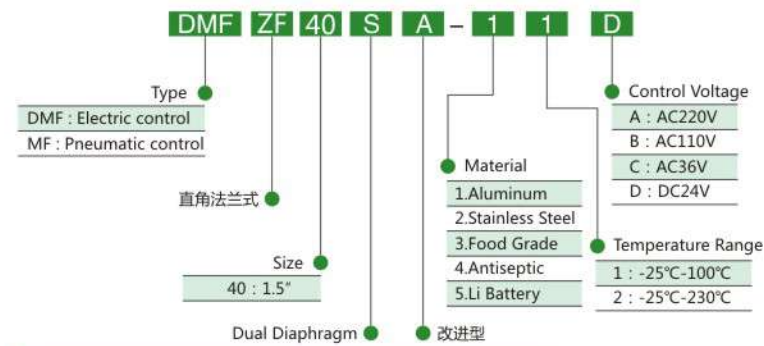 DMF ZF 40 S A - 1 1 D
Type
DMF : Electric control
MF : Pneumatic control
直角法兰式
Size
40 : 1.5"
Dual Diaphragm
改进型
Material
1.Aluminum
2.Stainless Steel
3.Food Grade
4.Antiseptic
5.Li Battery
Control Voltage
A : AC220V
B : AC110V
C : AC36V
D : DC24V
Temperature Range
1 : -25℃-100℃
2 : -25℃-230℃